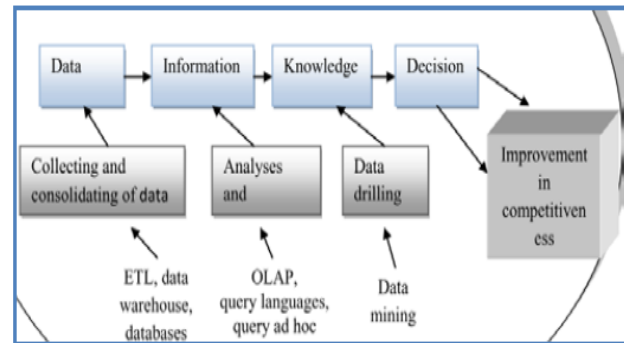 Data
Information
Knowledge
Decision
Collecting and
consolidating of data
Analyses
and
Data
drilling
Improvement
in
competitiven
ess
ETL, data
warehouse,
databases
OLAP,
query languages,
query ad hoc
Data
mining